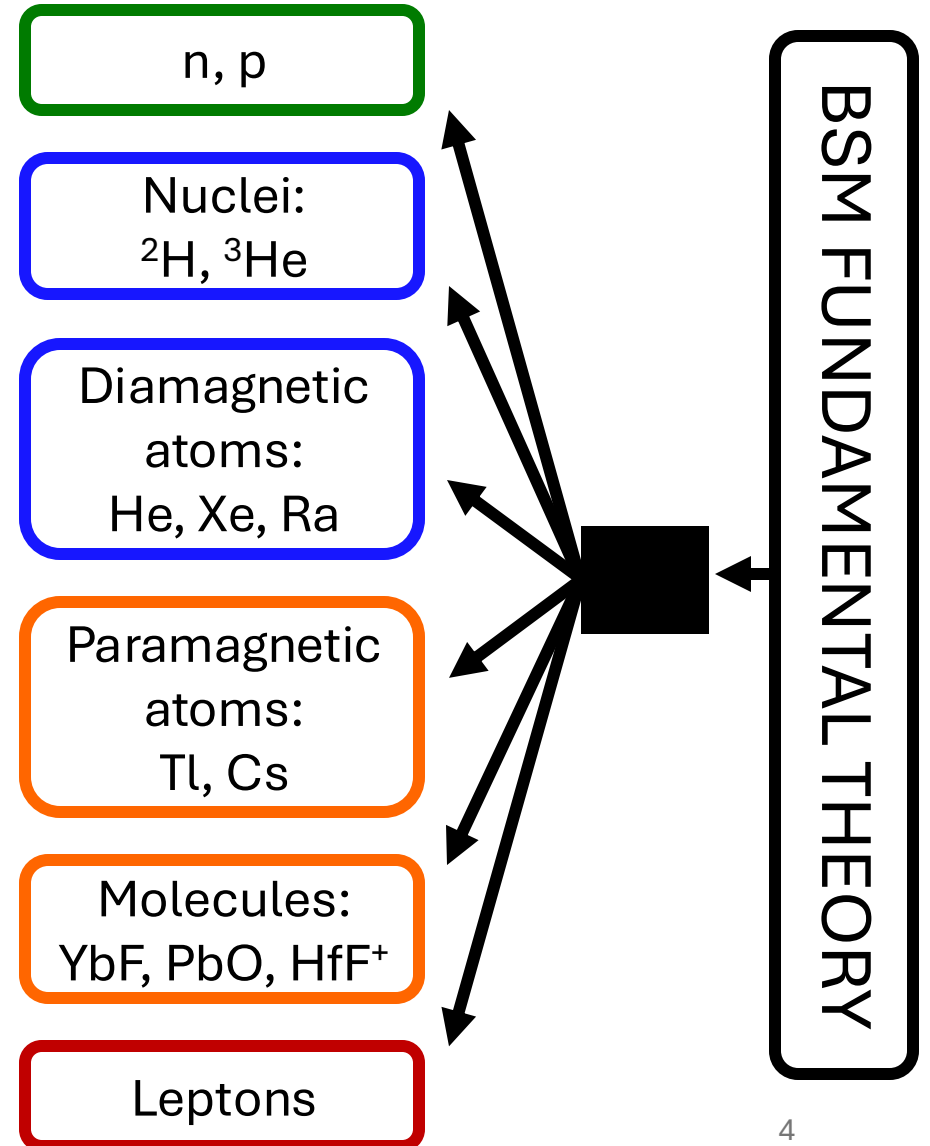 n, p
Nuclei:
²H, ³He
Diamagnetic
atoms:
He, Xe, Ra
Paramagnetic
atoms:
Tl, Cs
Molecules:
YbF, PbO, HfF⁺
Leptons
BSM FUNDAMENTAL THEORY
4